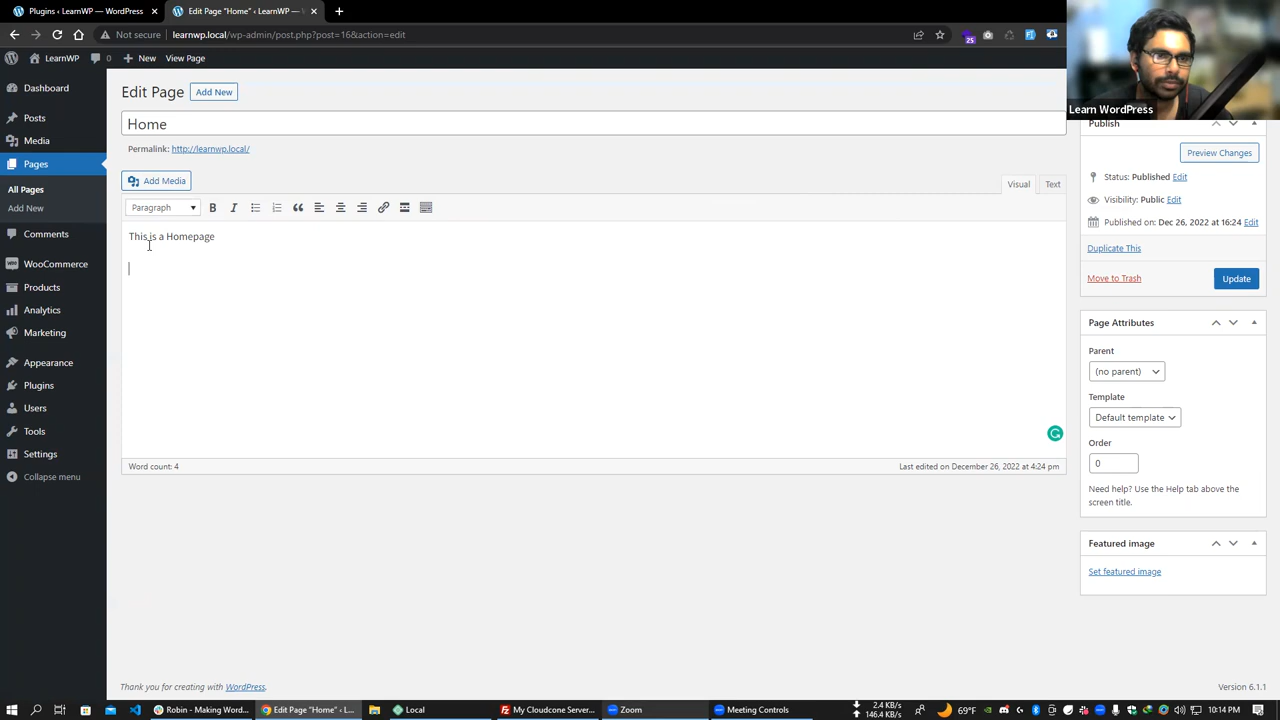 Plugins ‹ LearnWP — WordPress
Edit Page “Home” ‹ LearnWP — V
Not secure learnwp.local/wp-admin/post.php?post=16&action=edit
25
LearnWP 0 New View Page
Learn WordPress
Dashboard
Posts
Media
Pages
All Pages
Add New
Comments
WooCommerce
Products
Analytics
Marketing
Appearance
Plugins
Users
Tools
Settings
Collapse menu
Edit Page Add New
Home
Permalink: http://learnwp.local/
Add Media
Visual Text
Paragraph B I
This is a Homepage
Word count: 4 Last edited on December 26, 2022 at 4:24 pm
Publish
Preview Changes
Status: Published Edit
Visibility: Public Edit
Published on: Dec 26, 2022 at 16:24 Edit
Duplicate This
Move to Trash Update
Page Attributes
Parent
(no parent)
Template
Default template
Order
0
Need help? Use the Help tab above the
screen title.
Featured image
Set featured image
Thank you for creating with WordPress. Version 6.1.1
Robin - Making Word... Edit Page "Home" ‹ L... Local My Cloudcone Server... Zoom Meeting Controls
2.4 KB/s
146.4 KB/s
69°F 10:14 PM